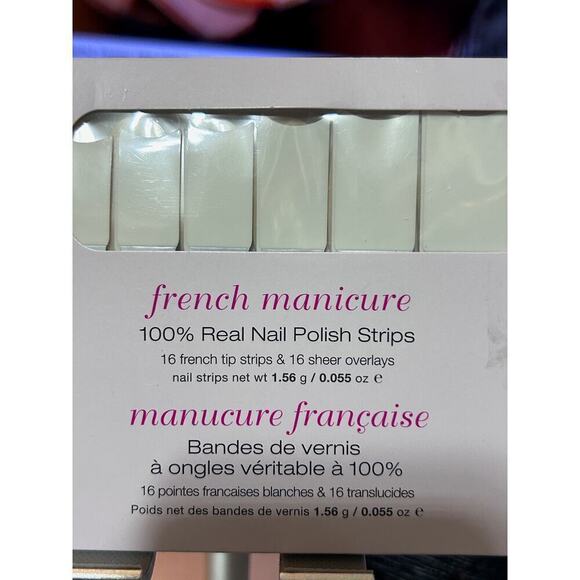 french manicure
100% Real Nail Polish Strips
16 french tip strips & 16 sheer overlays
nail strips net wt 1.56 g / 0.055 oz ℮
manucure française
Bandes de vernis
à ongles véritable à 100%
16 pointes francaises blanches & 16 translucides
Poids net des bandes de vernis 1.56 g / 0.055 oz ℮